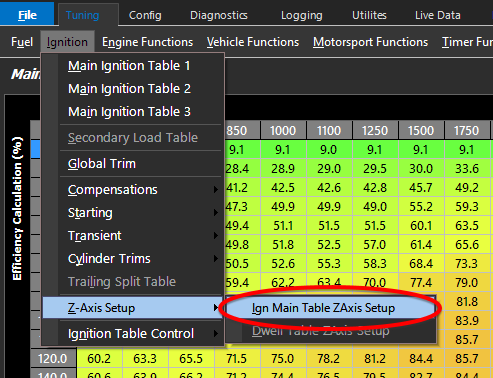 File Tuning Config Diagnostics Logging Utilites Live Data
Fuel Ignition Engine Functions Vehicle Functions Motorsport Functions Timer Fun
Main
Main Ignition Table 1
Main Ignition Table 2
Main Ignition Table 3
Secondary Load Table
Global Trim
Compensations
Starting
Transient
Cylinder Trims
Trailing Split Table
Z-Axis Setup
Ignition Table Control
Ign Main Table ZAxis Setup
Dwell Table ZAxis Setup
Efficiency Calculation (%)
850 1000 1100 1250 1500 1750
9.1 9.1 9.0 9.1 9.1 9.1
28.4 28.9 29.0 29.5 30.0 33.6
41.2 42.5 42.6 42.8 45.7 49.2
47.3 49.9 49.9 49.0 55.2 59.3
49.4 51.1 51.5 51.5 60.1 63.5
49.8 51.8 52.5 57.0 61.4 65.6
50.5 52.6 55.3 58.3 68.4 73.3
59.4 62.2 63.4 70.0 77.4 79.0
81.8
83.9
85.7
120.0 60.2 63.3 65.5 71.5 75.0 78.2 81.2 84.4 85.7